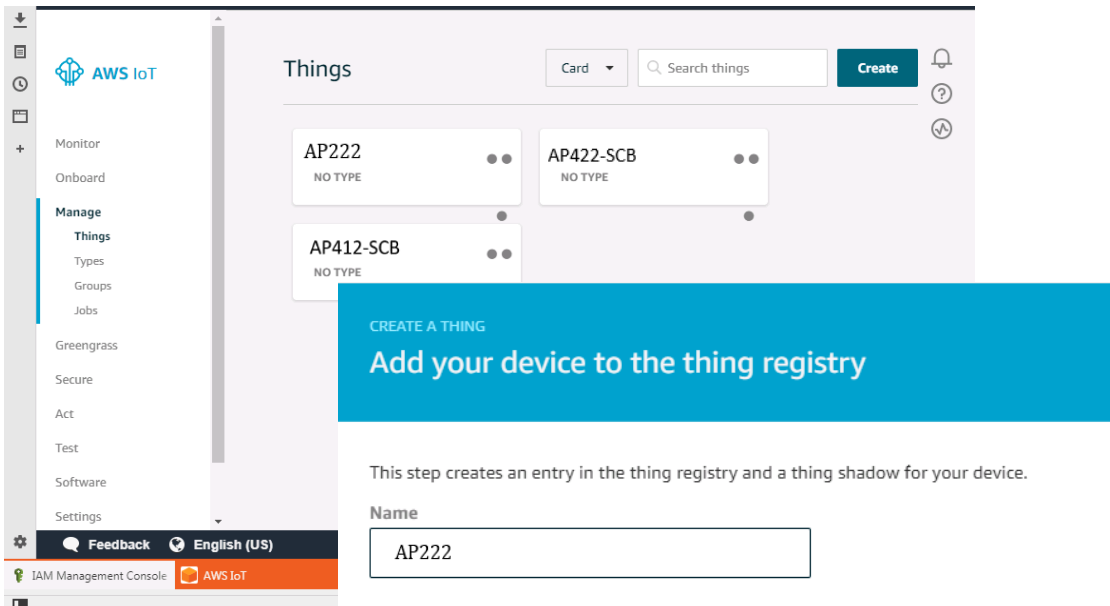 AWS IoT
Things
Card
Search things
Create
Monitor
Onboard
Manage
Things
Types
Groups
Jobs
Greengrass
Secure
Act
Test
Software
Settings
AP222
NO TYPE
AP422-SCB
NO TYPE
AP412-SCB
NO TYPE
CREATE A THING
Add your device to the thing registry
This step creates an entry in the thing registry and a thing shadow for your device.
Name
AP222
Feedback
English (US)
IAM Management Console
AWS IoT